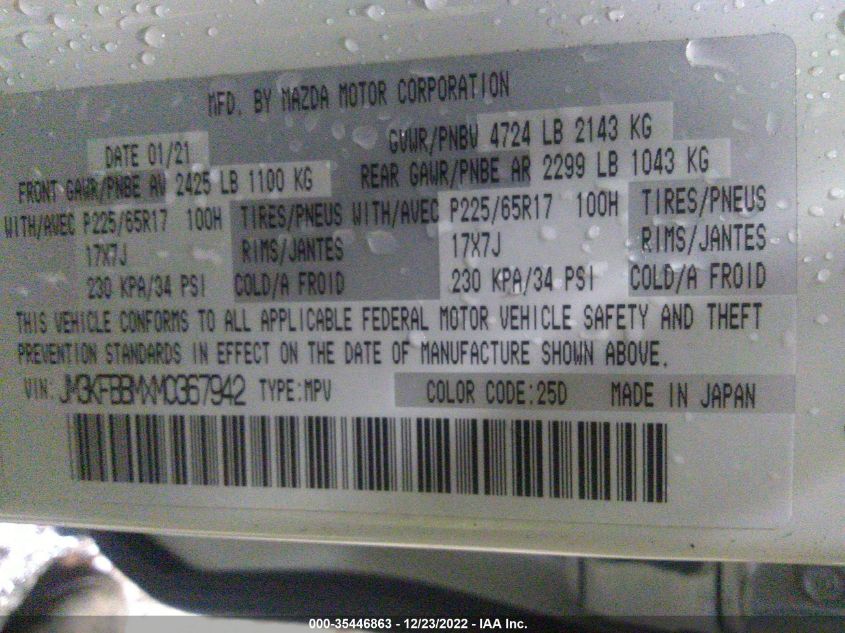 MFD. BY MAZDA MOTOR CORPORATION
DATE 01/21 GVWR/PNBV 4724 LB 2143 KG
FRONT GAWR/PNBE AV 2425 LB 1100 KG REAR GAWR/PNBE AR 2299 LB 1043 KG
WITH/AVEC P225/65R17 100H TIRES/PNEUS WITH/AVEC P225/65R17 100H TIRES/PNEUS
17X7J RIMS/JANTES 17X7J RIMS/JANTES
230 KPA/34 PSI COLD/A FROID 230 KPA/34 PSI COLD/A FROID
THIS VEHICLE CONFORMS TO ALL APPLICABLE FEDERAL MOTOR VEHICLE SAFETY AND THEFT
PREVENTION STANDARDS IN EFFECT ON THE DATE OF MANUFACTURE SHOWN ABOVE.
VIN: JM3KFBBMXM0367942 TYPE:MPV COLOR CODE:25D MADE IN JAPAN
000-35446863 - 12/23/2022 - IAA Inc.